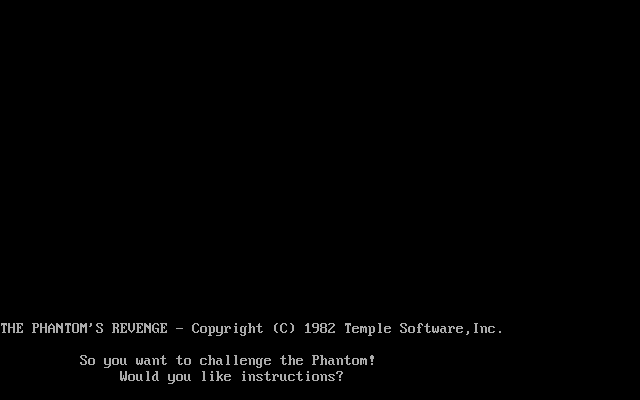 THE PHANTOM'S REVENGE - Copyright (C) 1982 Temple Software,Inc.
So you want to challenge the Phantom!
Would you like instructions?